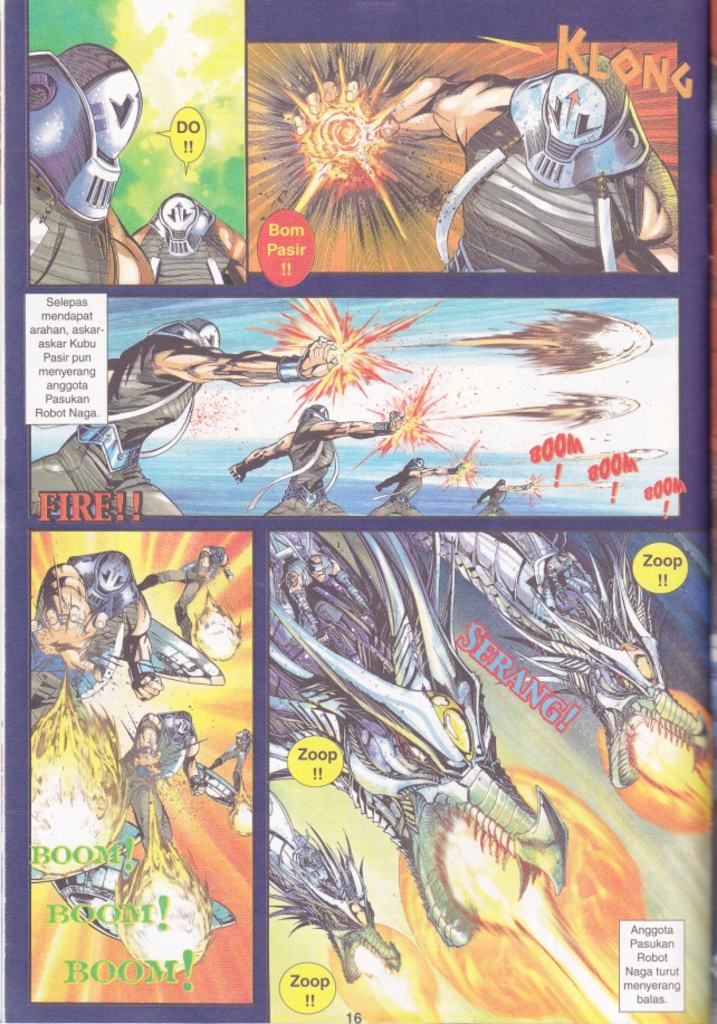 DO
!!
KLONG
Bom
Pasir
!!
Selepas
mendapat
arahan, askar-
askar Kubu
Pasir pun
menyerang
anggota
Pasukan
Robot Naga.
BOOM
!
BOOM
!
BOOM
!
FIRE!!
BOOM!
BOOM!
BOOM!
Zoop
!!
SERANG!
Zoop
!!
Zoop
!!
Anggota
Pasukan
Robot
Naga turut
menyerang
balas.
16